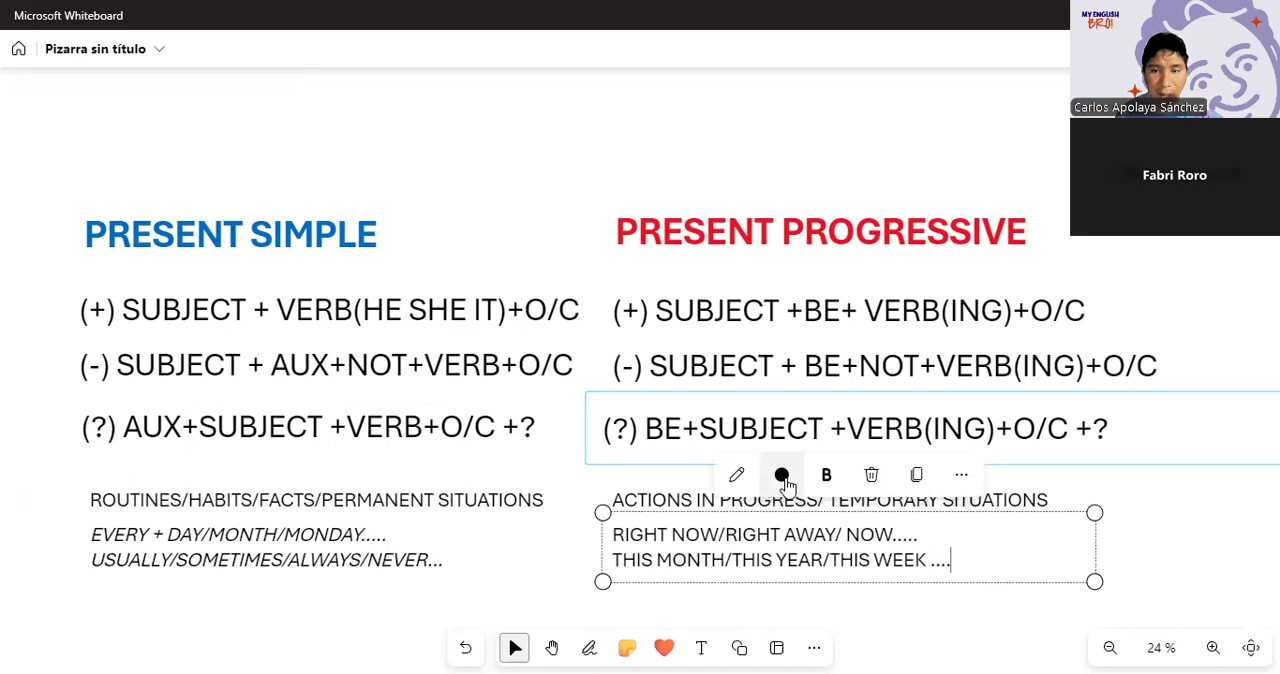 Microsoft Whiteboard
Pizarra sin título
MY ENGLISH
BRO!
Carlos Apolaya Sánchez
Fabri Roro
PRESENT SIMPLE
(+) SUBJECT + VERB(HE SHE IT)+O/C
(-) SUBJECT + AUX+NOT+VERB+O/C
(?) AUX+SUBJECT +VERB+O/C +?
ROUTINES/HABITS/FACTS/PERMANENT SITUATIONS
EVERY + DAY/MONTH/MONDAY.....
USUALLY/SOMETIMES/ALWAYS/NEVER...
PRESENT PROGRESSIVE
(+) SUBJECT +BE+ VERB(ING)+O/C
(-) SUBJECT + BE+NOT+VERB(ING)+O/C
(?) BE+SUBJECT +VERB(ING)+O/C +?
B
ACTIONS IN PROGRESS/ TEMPORARY SITUATIONS
RIGHT NOW/RIGHT AWAY/ NOW.....
THIS MONTH/THIS YEAR/THIS WEEK ....
T
24 %